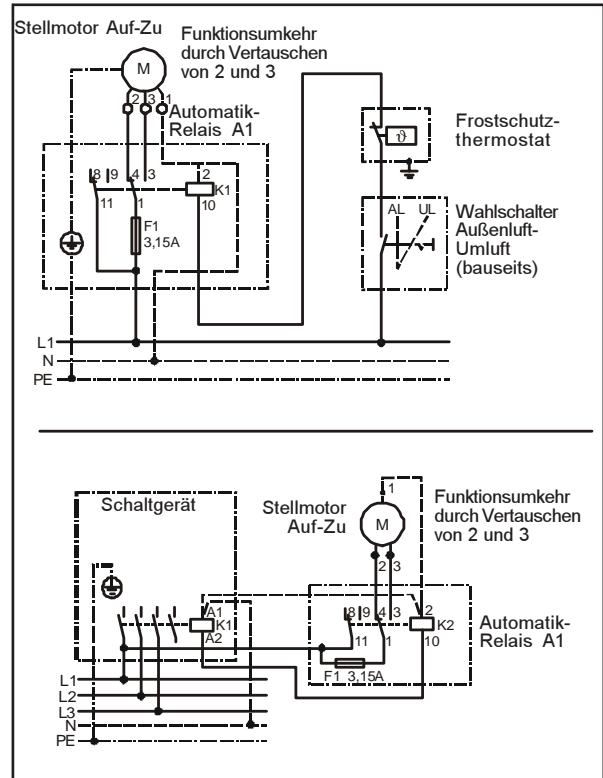 Stellmotor Auf-Zu
Funktionsumkehr
durch Vertauschen
von 2 und 3
M
2 3 1
Automatik-
Relais A1
8 9 4 3 2
K1
11 1 10
F1
3,15A
Frostschutz-
thermostat
ϑ
AL UL
Wahlschalter
Außenluft-
Umluft
(bauseits)
L1
N
PE
Schaltgerät
Stellmotor
Auf-Zu
1
M
2 3
Funktionsumkehr
durch Vertauschen
von 2 und 3
A1
K1
A2
8 9 4 3 2
K2
11 1 10
F1 3,15A
Automatik-
Relais A1
L1
L2
L3
N
PE